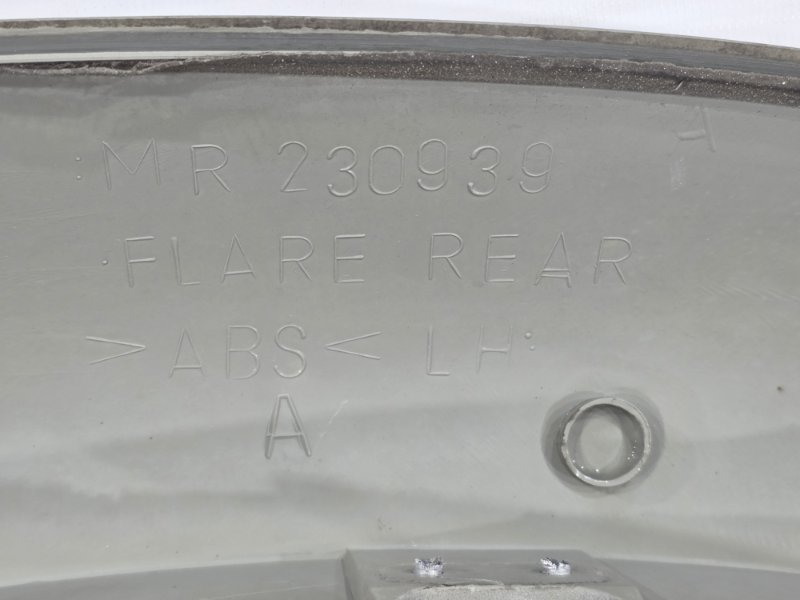 MR 230939
FLARE REAR
>ABS< LH
A